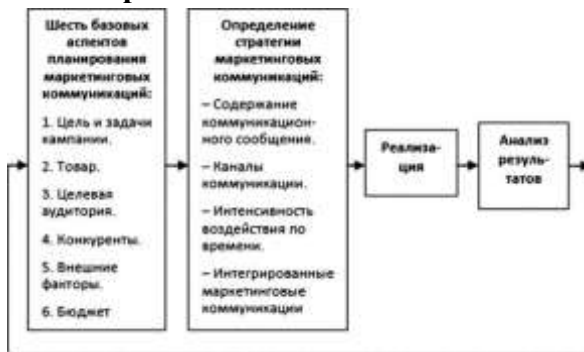 Шесть базовых
аспектов
планирования
маркетинговых
коммуникаций:
1. Цель и задачи
кампании.
2. Товар.
3. Целевая
аудитория.
4. Конкуренты.
5. Внешние
факторы.
6. Бюджет
Определение
стратегии
маркетинговых
коммуникаций:
– Содержание
коммуникацион-
ного сообщения.
– Каналы
коммуникации.
– Интенсивность
воздействия по
времени.
– Интегрированные
маркетинговые
коммуникации
Реализа-
ция
Анализ
резуль-
татов